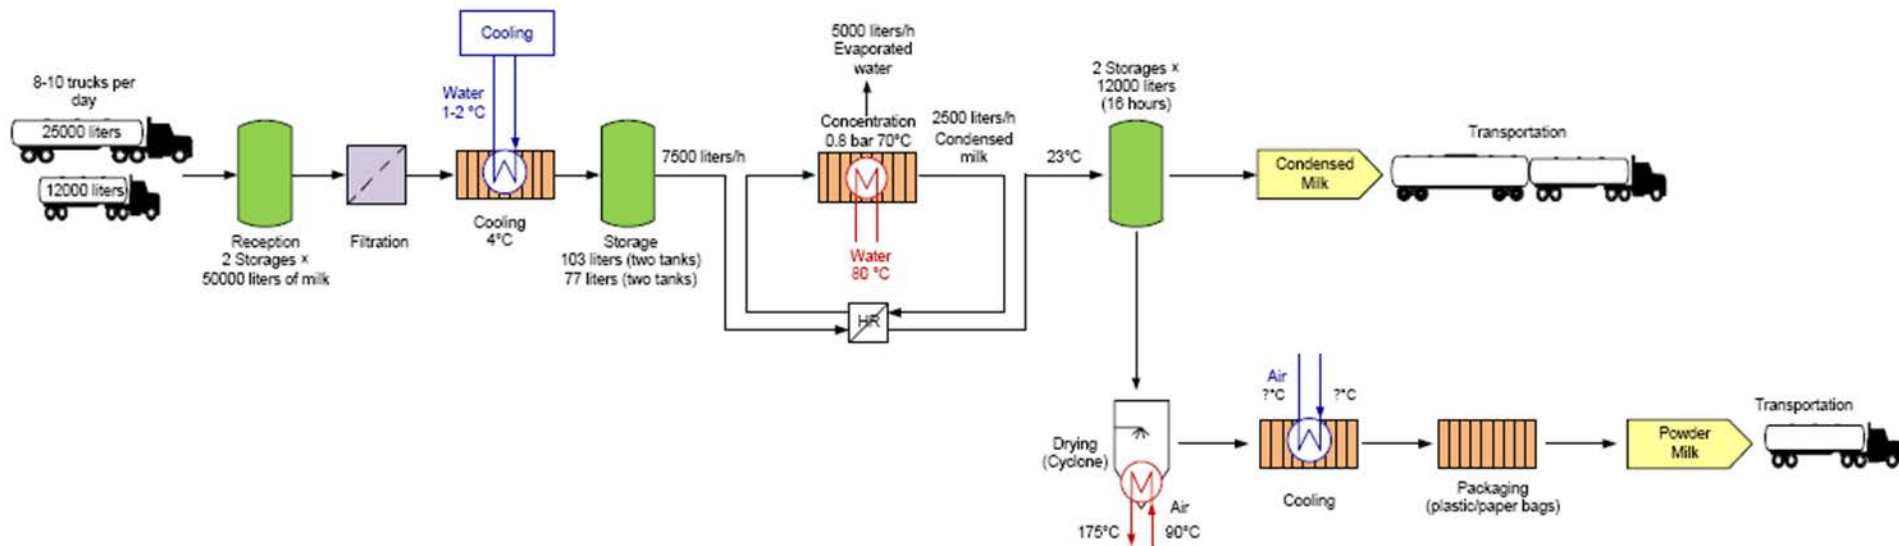 8-10 trucks per
day
25000 liters
12000 liters
Reception
2 Storages ×
50000 liters of milk
Filtration
Cooling
Water
1-2 °C
Cooling
4°C
Storage
103 liters (two tanks)
77 liters (two tanks)
7500 liters/h
5000 liters/h
Evaporated
water
Concentration
0.8 bar 70°C
Water
80 °C
HR
2500 liters/h
Condensed
milk
23°C
2 Storages ×
12000 liters
(16 hours)
Condensed
Milk
Transportation
Drying
(Cyclone)
175°C
Air
90°C
Air
?°C
?°C
Cooling
Packaging
(plastic/paper bags)
Powder
Milk
Transportation